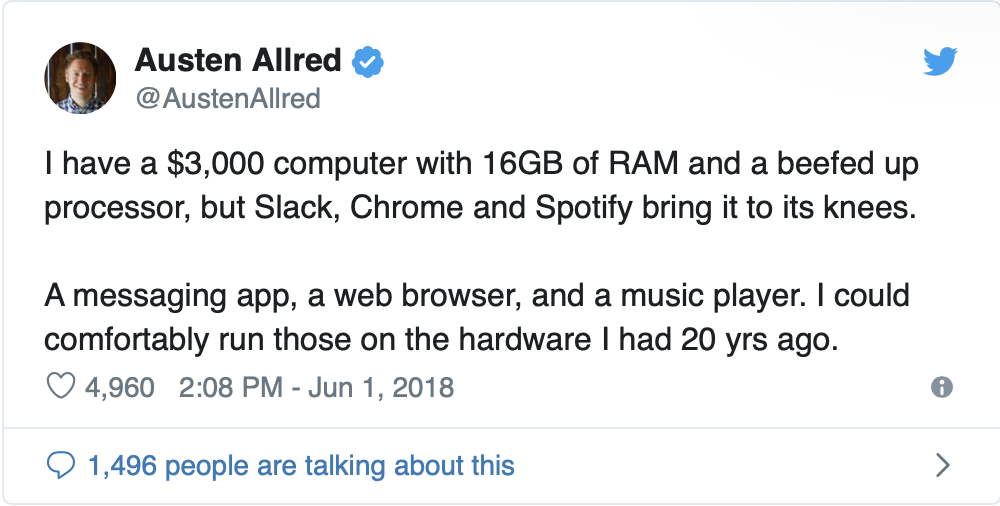 Austen Allred
@AustenAllred
I have a $3,000 computer with 16GB of RAM and a beefed up
processor, but Slack, Chrome and Spotify bring it to its knees.
A messaging app, a web browser, and a music player. I could
comfortably run those on the hardware I had 20 yrs ago.
4,960 2:08 PM - Jun 1, 2018
1,496 people are talking about this